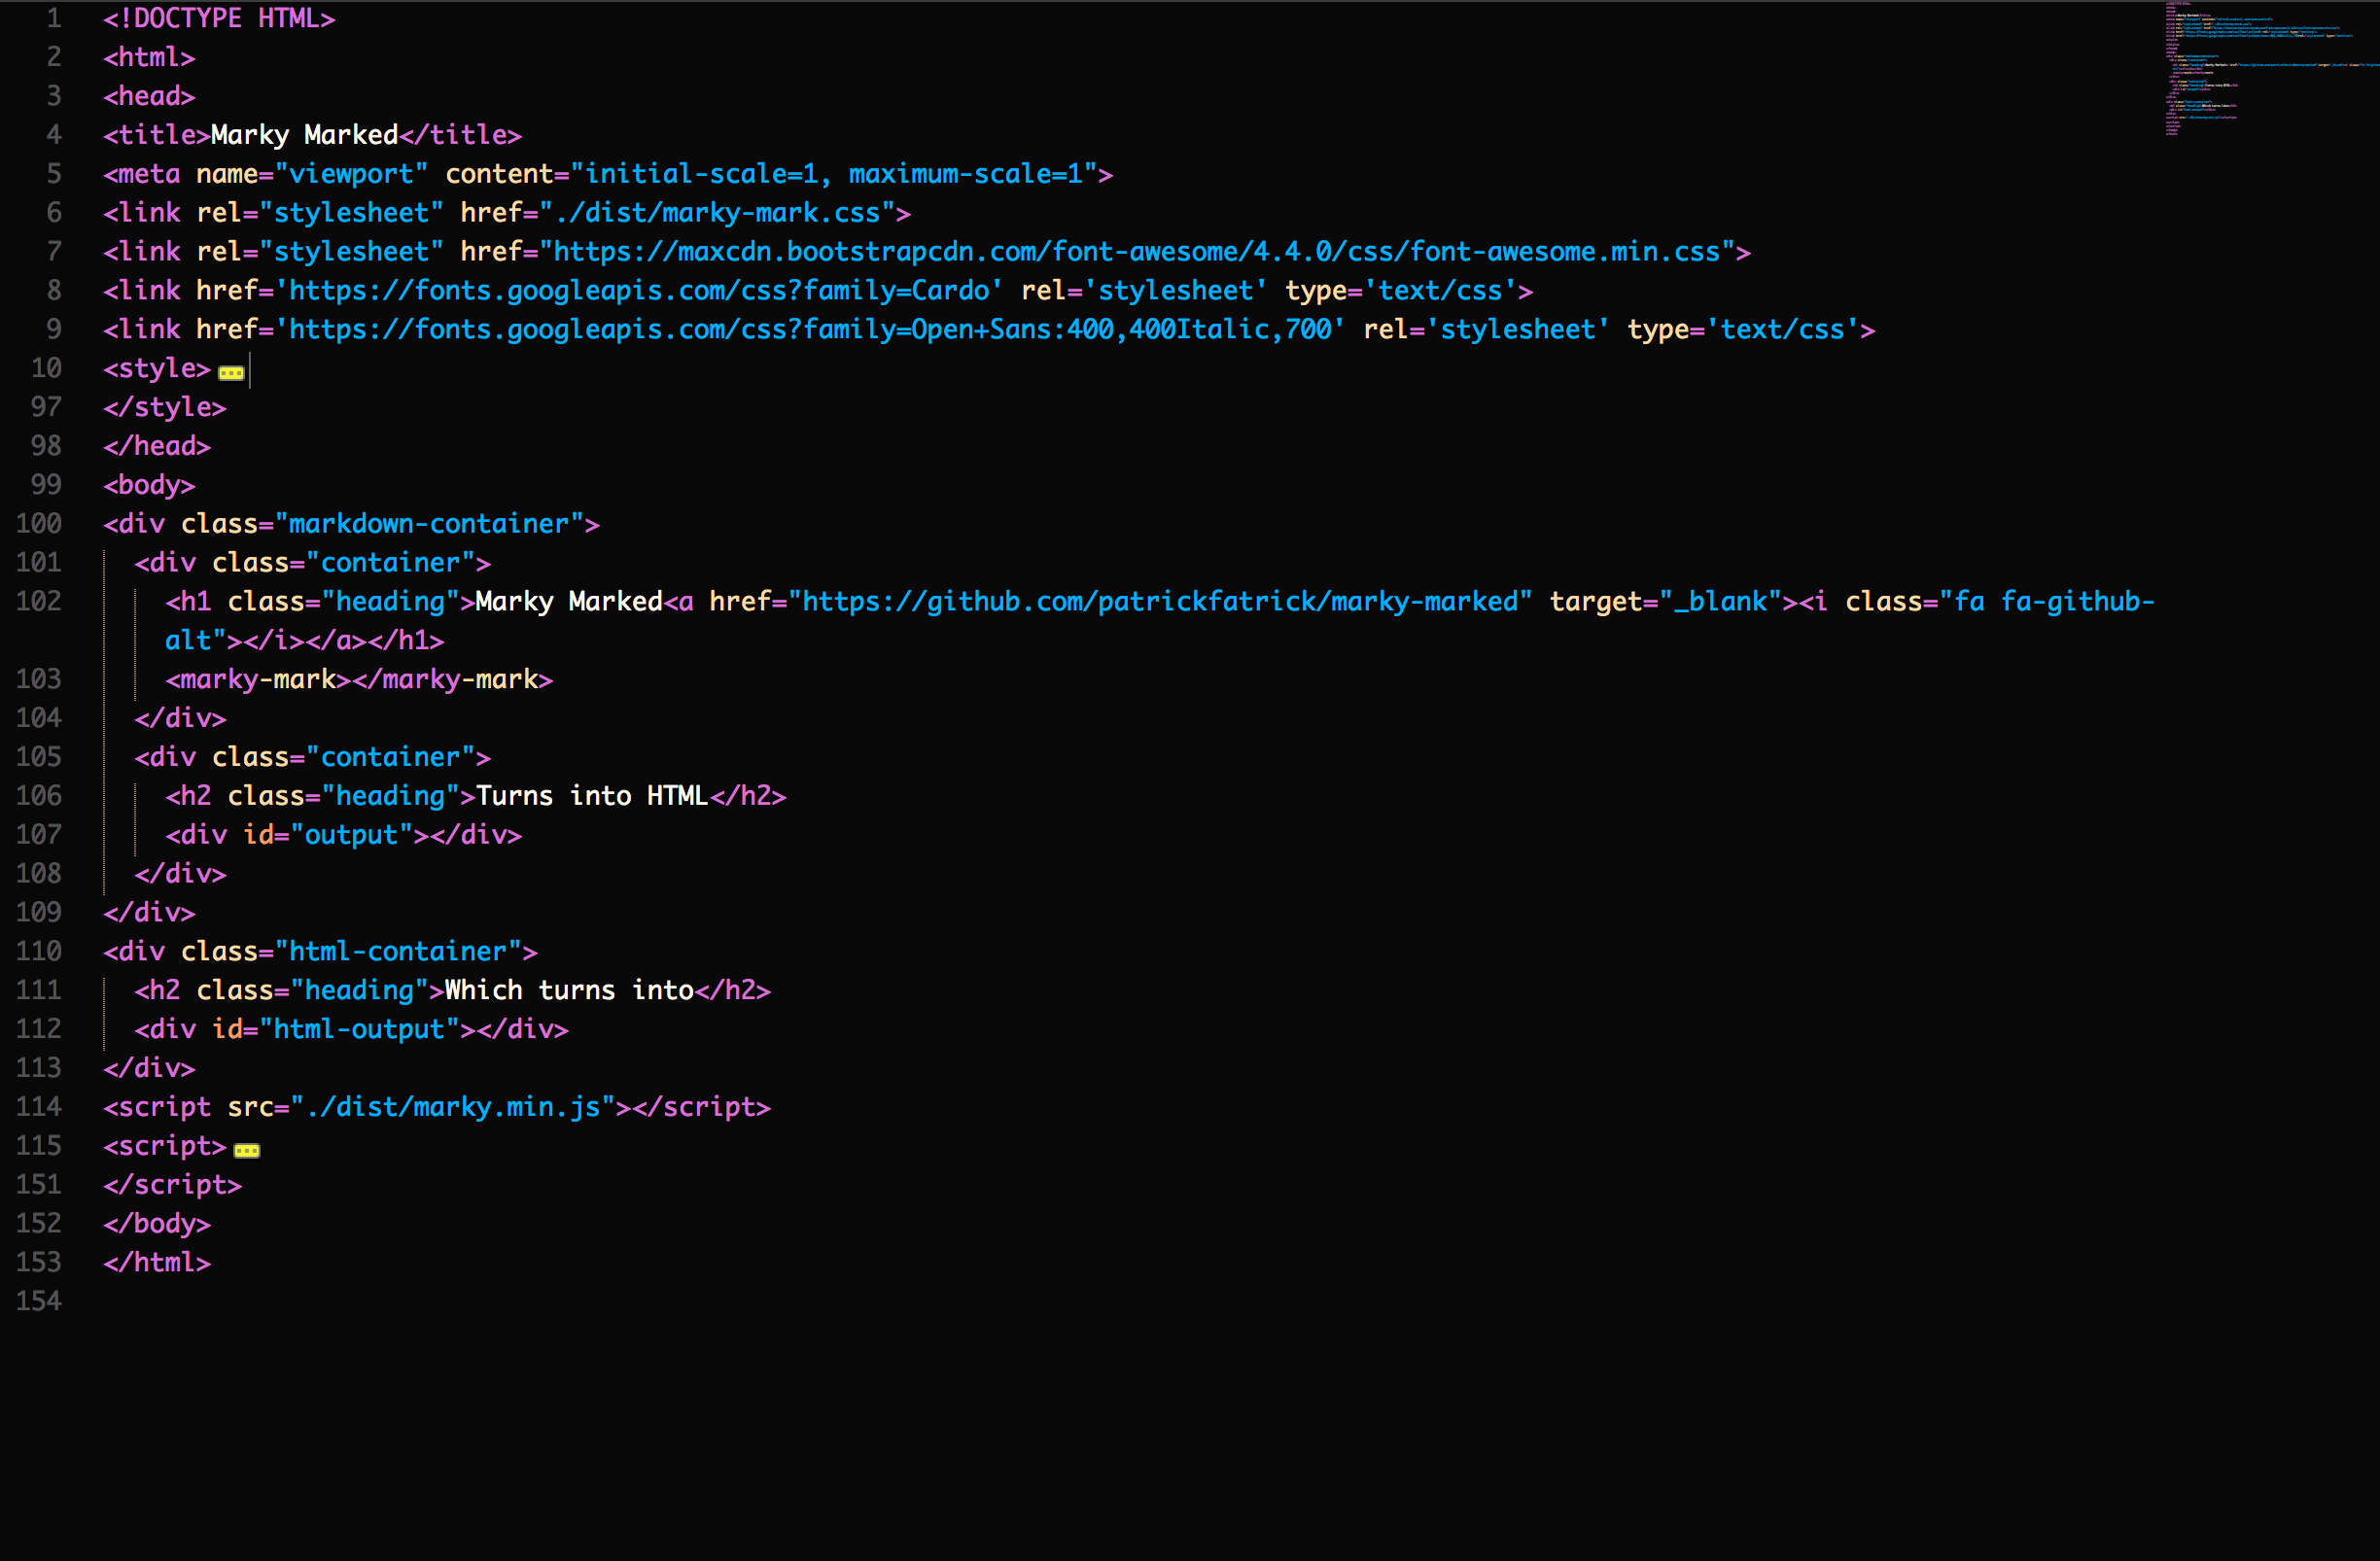 1 <!DOCTYPE HTML>
2 <html>
3 <head>
4 <title>Marky Marked</title>
5 <meta name="viewport" content="initial-scale=1, maximum-scale=1">
6 <link rel="stylesheet" href="./dist/marky-mark.css">
7 <link rel="stylesheet" href="https://maxcdn.bootstrapcdn.com/font-awesome/4.4.0/css/font-awesome.min.css">
8 <link href='https://fonts.googleapis.com/css?family=Cardo' rel='stylesheet' type='text/css'>
9 <link href='https://fonts.googleapis.com/css?family=Open+Sans:400,400Italic,700' rel='stylesheet' type='text/css'>
10 <style>
97 </style>
98 </head>
99 <body>
100 <div class="markdown-container">
101   <div class="container">
102     <h1 class="heading">Marky Marked<a href="https://github.com/patrickfatrick/marky-marked" target="_blank"><i class="fa fa-github-
    alt"></i></a></h1>
103     <marky-mark></marky-mark>
104   </div>
105   <div class="container">
106     <h2 class="heading">Turns into HTML</h2>
107     <div id="output"></div>
108   </div>
109 </div>
110 <div class="html-container">
111   <h2 class="heading">Which turns into</h2>
112   <div id="html-output"></div>
113 </div>
114 <script src="./dist/marky.min.js"></script>
115 <script>
151 </script>
152 </body>
153 </html>
154